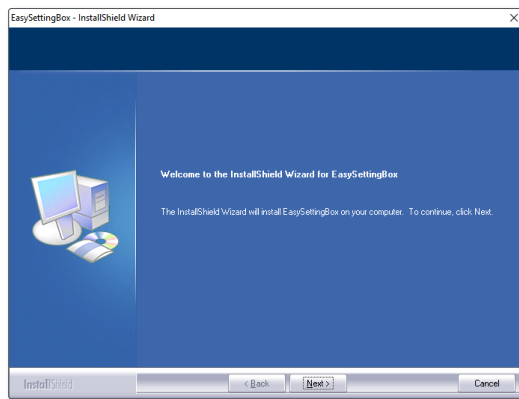 EasySettingBox - InstallShield Wizard
Welcome to the InstallShield Wizard for EasySettingBox
The InstallShield Wizard will install EasySettingBox on your computer. To continue, click Next.
InstallShield
< Back
Next >
Cancel